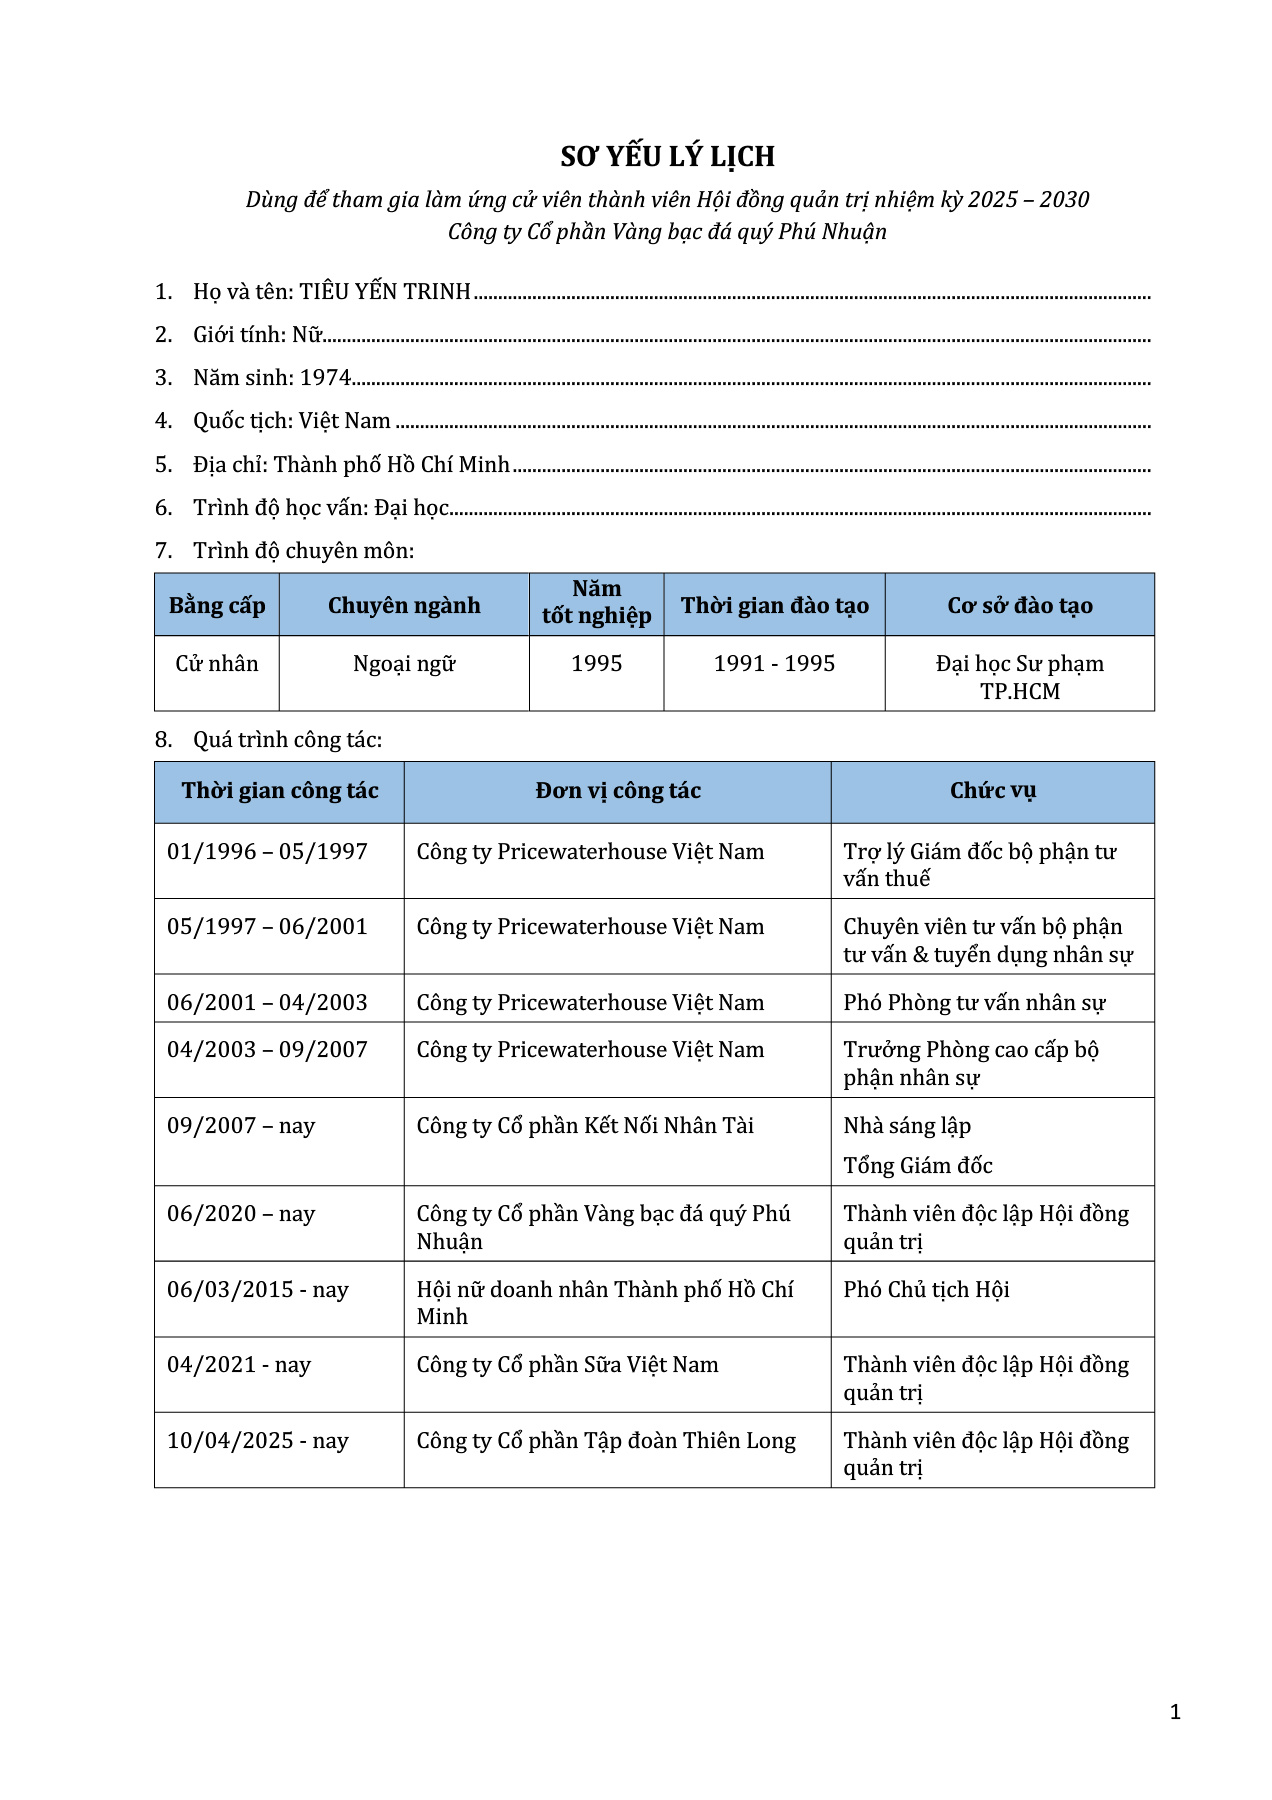 SƠ YẾU LÝ LỊCH
Dùng để tham gia làm ứng cử viên thành viên Hội đồng quản trị nhiệm kỳ 2025 – 2030
Công ty Cổ phần Vàng bạc đá quý Phú Nhuận
1. Họ và tên: TIÊU YẾN TRINH
2. Giới tính: Nữ
3. Năm sinh: 1974
4. Quốc tịch: Việt Nam
5. Địa chỉ: Thành phố Hồ Chí Minh
6. Trình độ học vấn: Đại học
7. Trình độ chuyên môn:
Bằng cấp Chuyên ngành Năm tốt nghiệp Thời gian đào tạo Cơ sở đào tạo
Cử nhân Ngoại ngữ 1995 1991 - 1995 Đại học Sư phạm
TP.HCM
8. Quá trình công tác:
Thời gian công tác Đơn vị công tác Chức vụ
01/1996 – 05/1997 Công ty Pricewaterhouse Việt Nam Trợ lý Giám đốc bộ phận tư
vấn thuế
05/1997 – 06/2001 Công ty Pricewaterhouse Việt Nam Chuyên viên tư vấn bộ phận
tư vấn & tuyển dụng nhân sự
06/2001 – 04/2003 Công ty Pricewaterhouse Việt Nam Phó Phòng tư vấn nhân sự
04/2003 – 09/2007 Công ty Pricewaterhouse Việt Nam Trưởng Phòng cao cấp bộ
phận nhân sự
09/2007 – nay Công ty Cổ phần Kết Nối Nhân Tài Nhà sáng lập
Tổng Giám đốc
06/2020 – nay Công ty Cổ phần Vàng bạc đá quý Phú Thành viên độc lập Hội đồng
Nhuận quản trị
06/03/2015 - nay Hội nữ doanh nhân Thành phố Hồ Chí Phó Chủ tịch Hội
Minh
04/2021 - nay Công ty Cổ phần Sữa Việt Nam Thành viên độc lập Hội đồng
quản trị
10/04/2025 - nay Công ty Cổ phần Tập đoàn Thiên Long Thành viên độc lập Hội đồng
quản trị
1